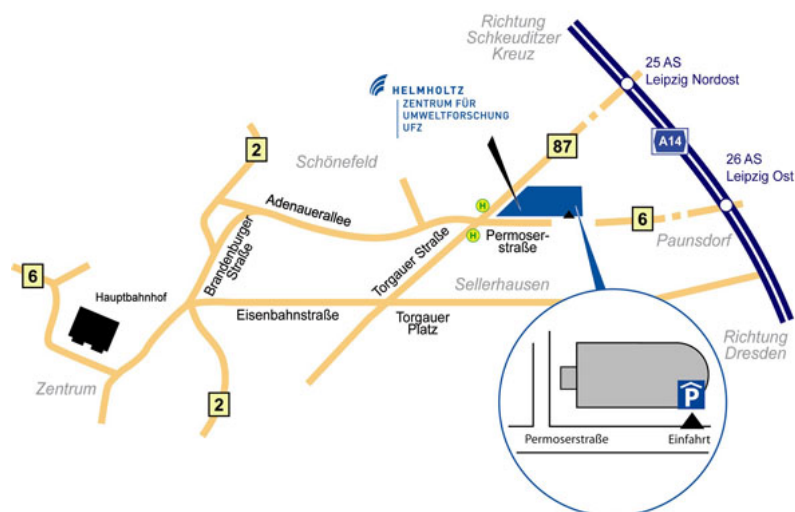 Richtung
Schkeuditzer
Kreuz
25 AS
Leipzig Nordost
HELMHOLTZ
ZENTRUM FÜR
UMWELTFORSCHUNG
UFZ
A14
87
2
Schönefeld
26 AS
Leipzig Ost
Adenauerallee
H
H
6
Permoser-
straße
Paunsdorf
Brandenburger
Straße
Torgauer Straße
6
Hauptbahnhof
Sellerhausen
Eisenbahnstraße
Torgauer
Platz
Richtung
Dresden
Zentrum
2
P
Permoserstraße
Einfahrt